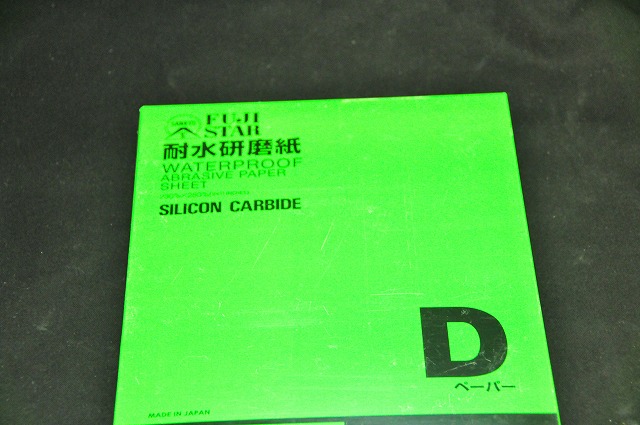 FUJI
STAR
耐水研磨紙
WATERPROOF
ABRASIVE PAPER
SHEET
SILICON CARBIDE
D
ペーパー
MADE IN JAPAN